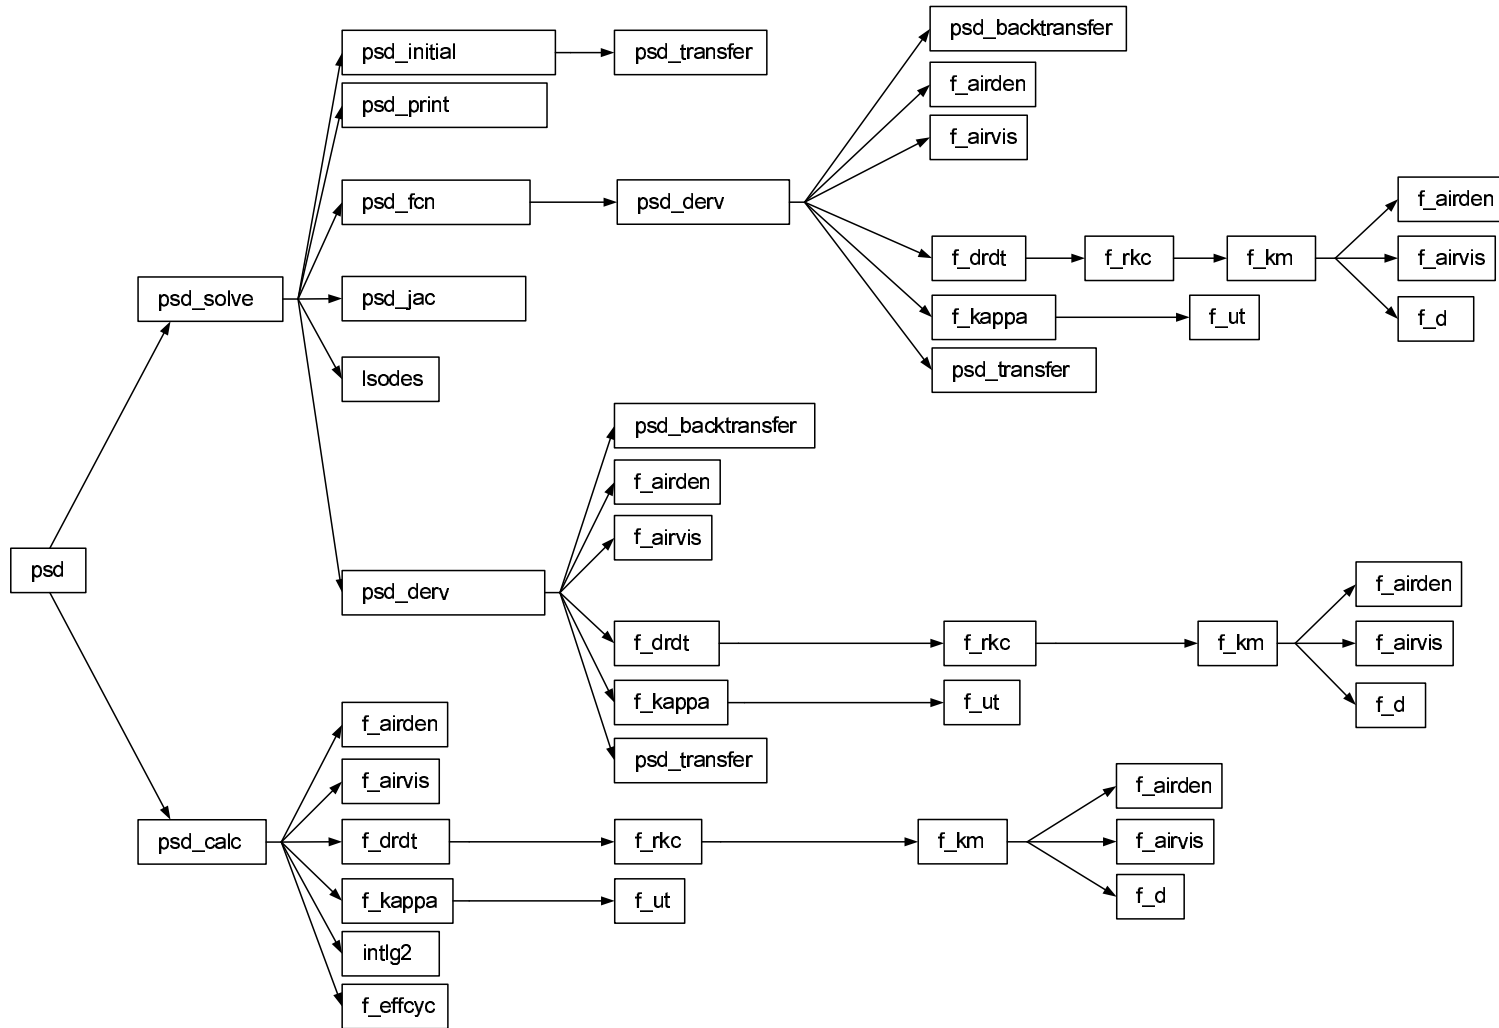 psd
psd_solve
psd_initial
psd_transfer
psd_print
psd_fcn
psd_derv
psd_backtransfer
f_airden
f_airvis
f_drdt
f_rkc
f_km
f_airden
f_airvis
f_d
f_kappa
f_ut
psd_transfer
psd_jac
lsodes
psd_derv
psd_backtransfer
f_airden
f_airvis
f_drdt
f_rkc
f_km
f_airden
f_airvis
f_d
f_kappa
f_ut
psd_transfer
psd_calc
f_airden
f_airvis
f_drdt
f_rkc
f_km
f_airden
f_airvis
f_d
f_kappa
f_ut
intlg2
f_effcyc